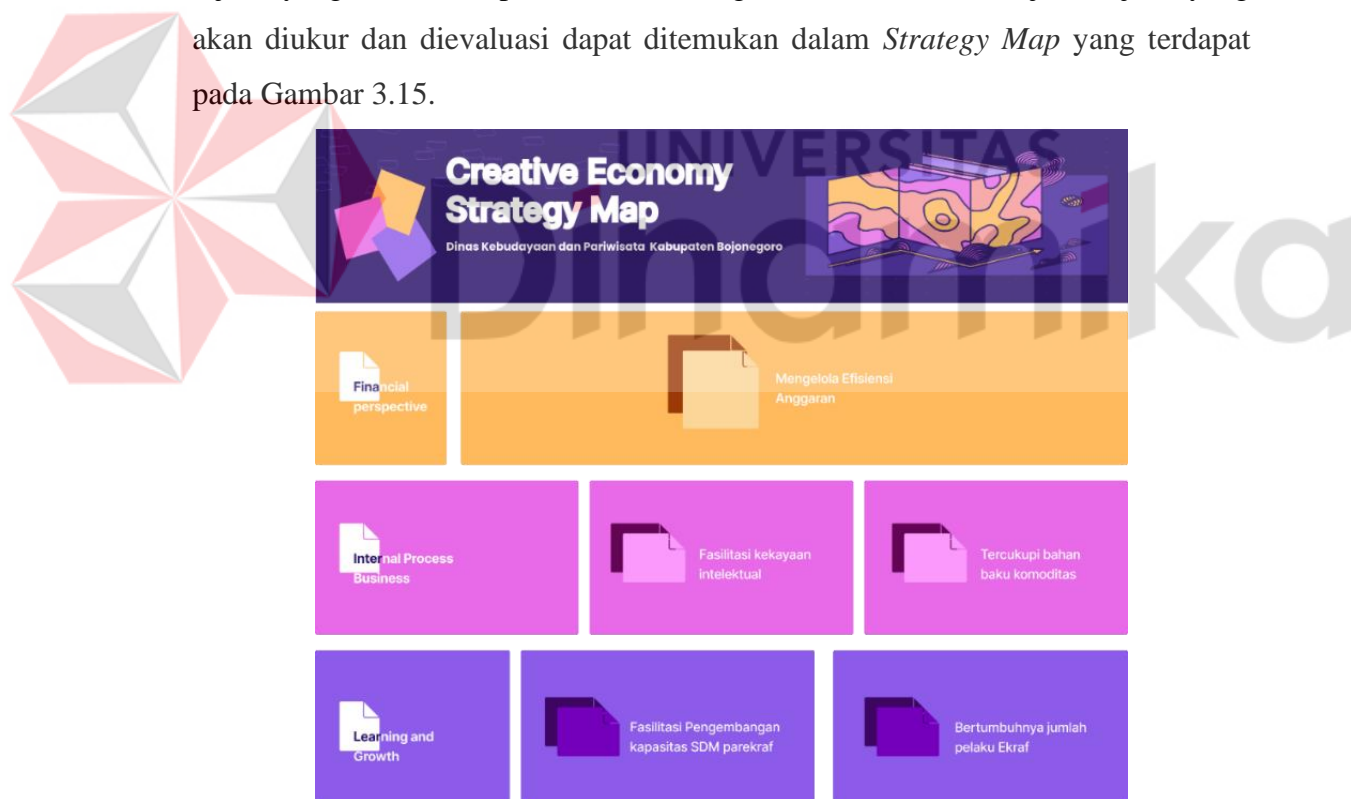 akan diukur dan dievaluasi dapat ditemukan dalam Strategy Map yang terdapat
pada Gambar 3.15.
UNIVERSITAS
Dinamika
Creative Economy
Strategy Map
Dinas Kebudayaan dan Pariwisata Kabupaten Bojonegoro
Financial
perspective
Mengelola Efisiensi
Anggaran
Internal Process
Business
Fasilitasi kekayaan
intelektual
Tercukupi bahan
baku komoditas
Learning and
Growth
Fasilitasi Pengembangan
kapasitas SDM parekraf
Bertumbuhnya jumlah
pelaku Ekraf